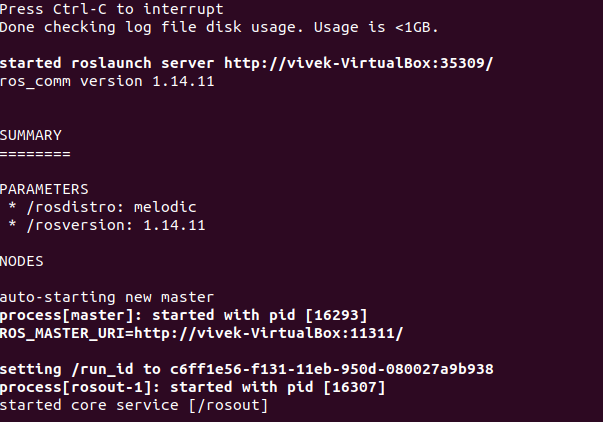 Press Ctrl-C to interrupt
Done checking log file disk usage. Usage is <1GB.
started roslaunch server http://vivek-VirtualBox:35309/
ros_comm version 1.14.11
SUMMARY
========
PARAMETERS
 * /rosdistro: melodic
 * /rosversion: 1.14.11
NODES
auto-starting new master
process[master]: started with pid [16293]
ROS_MASTER_URI=http://vivek-VirtualBox:11311/
setting /run_id to c6ff1e56-f131-11eb-950d-080027a9b938
process[rosout-1]: started with pid [16307]
started core service [/rosout]